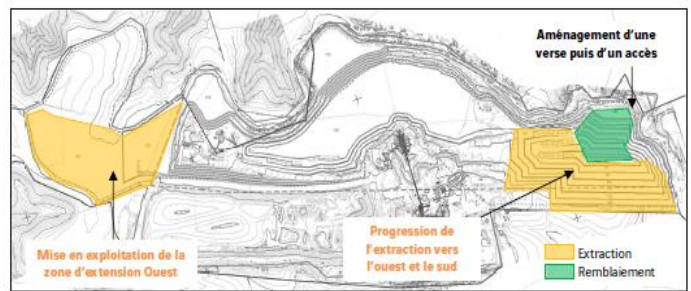 Aménagement d'une
verse puis d'un accès
Mise en exploitation de la
zone d'extension Ouest
Progression de
l'extraction vers
l'ouest et le sud
Extraction
Remblaiement